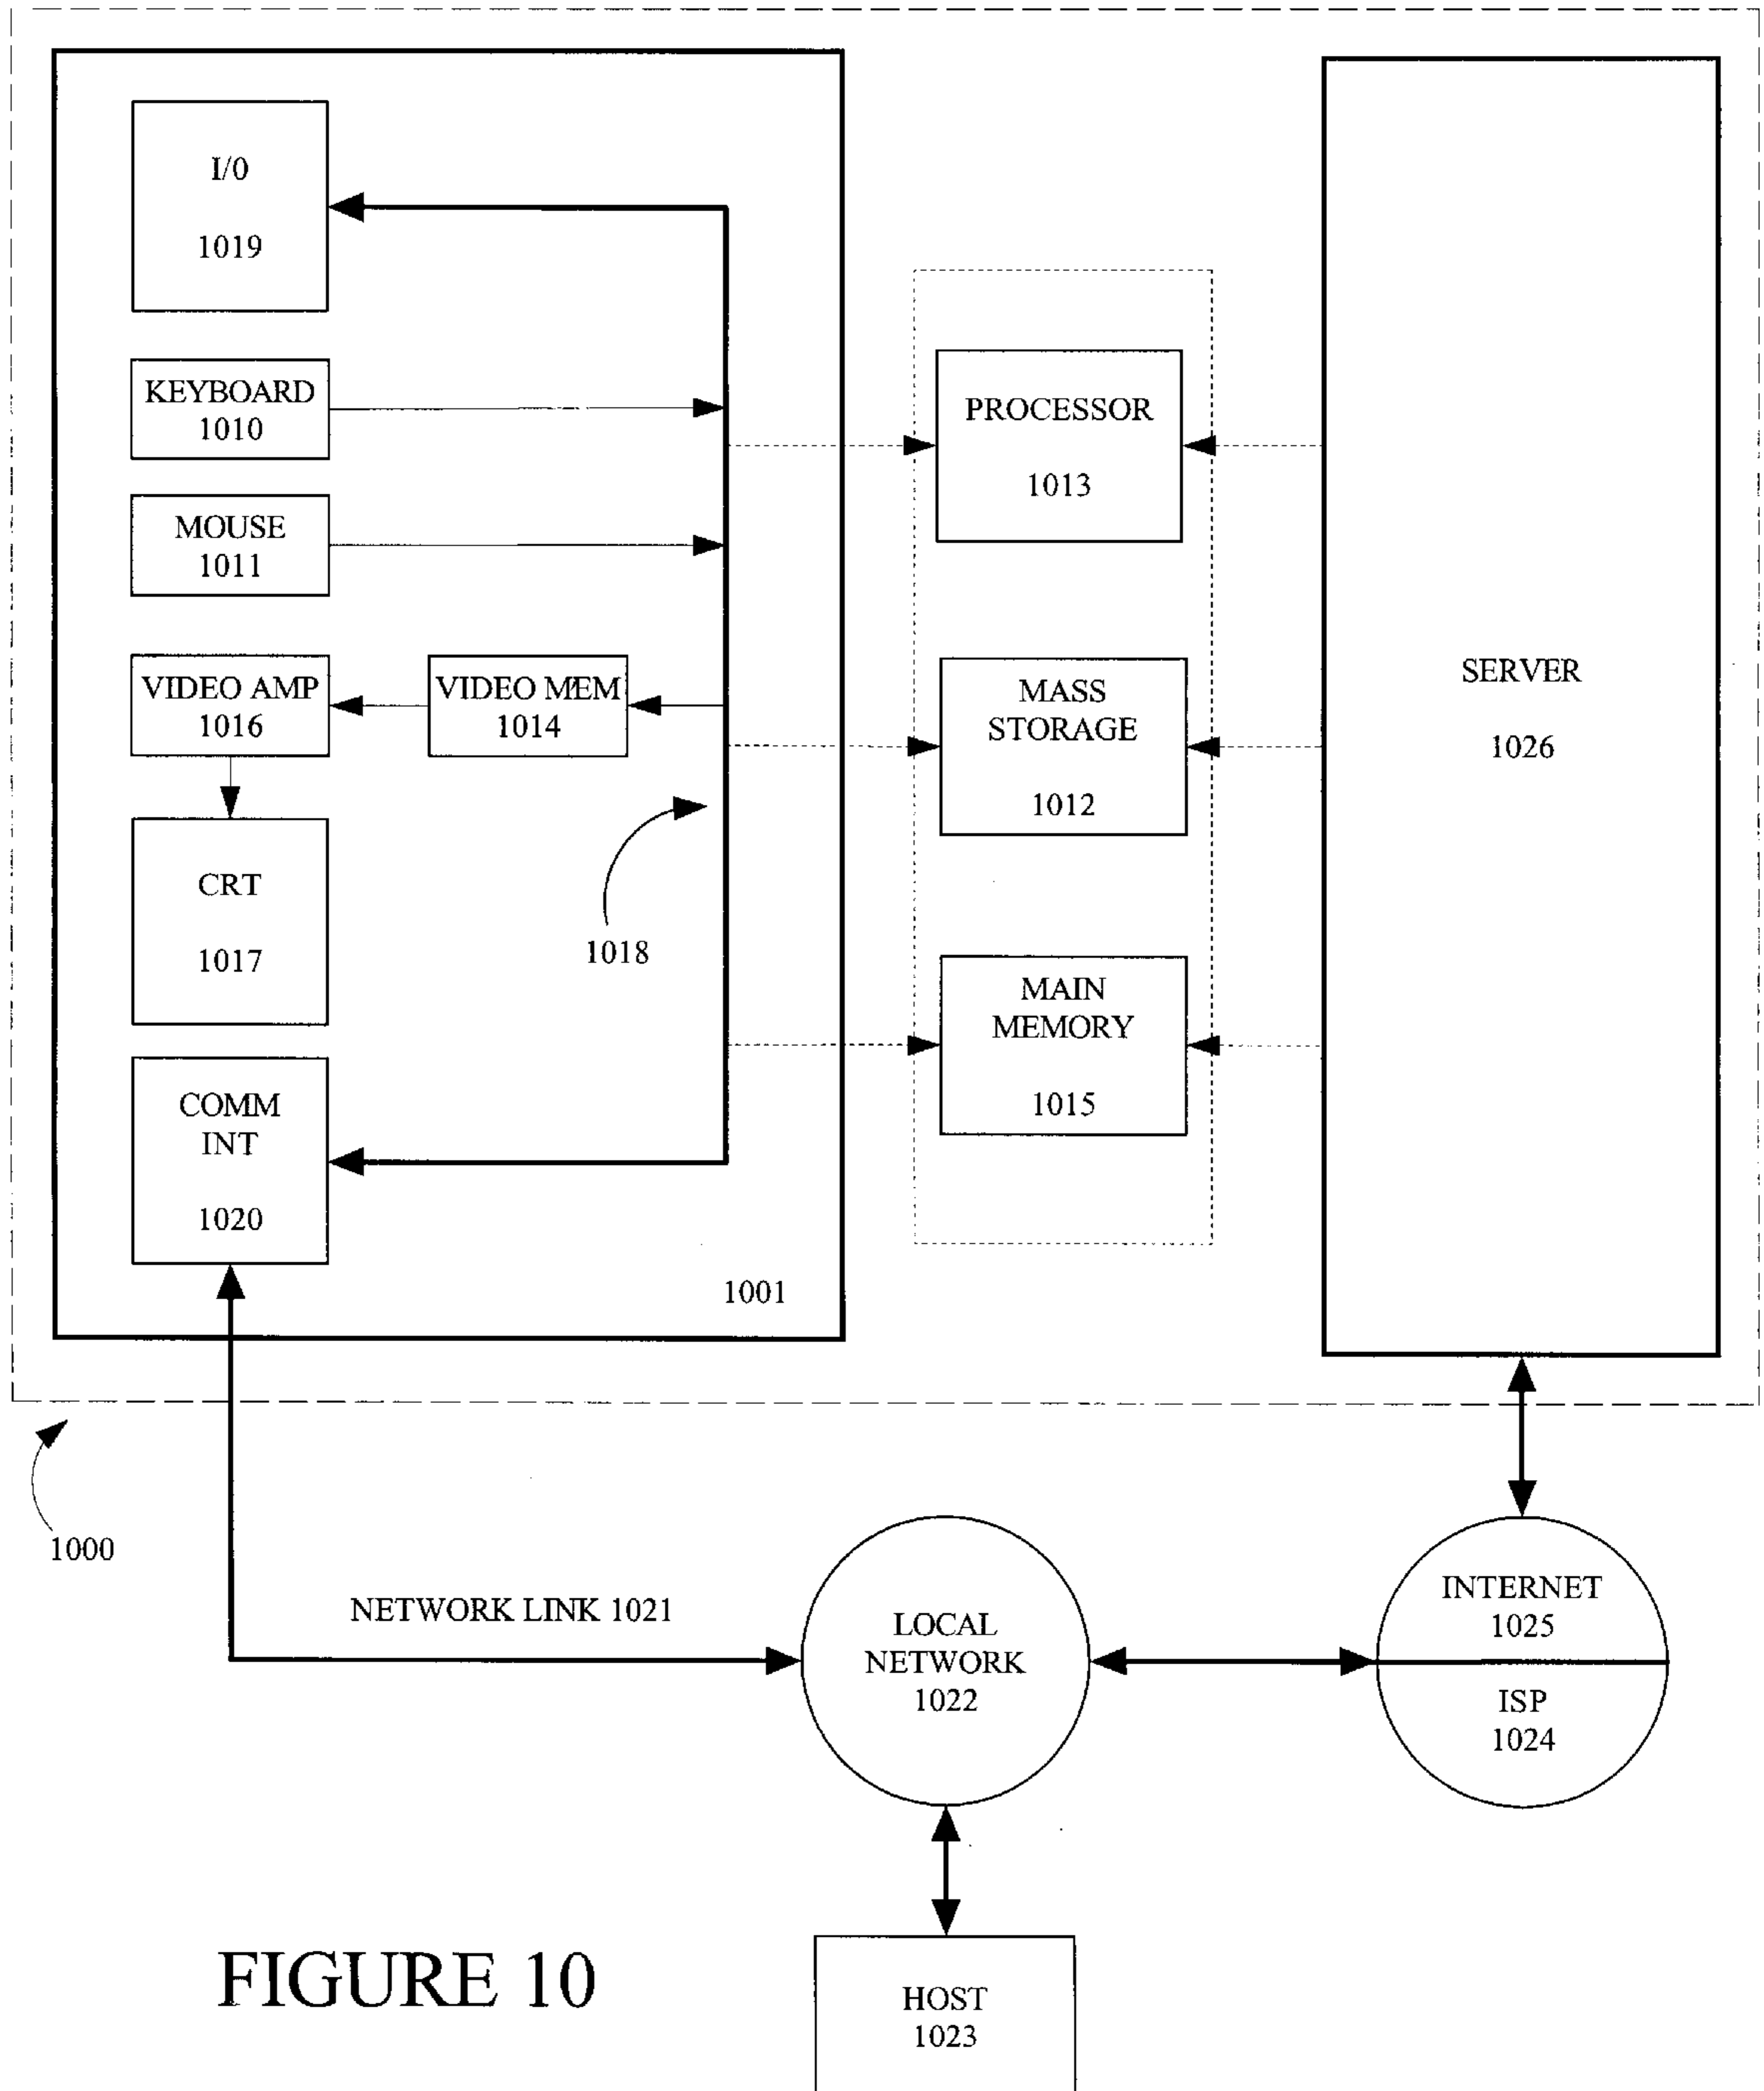 I/0
1019
KEYBOARD
1010
MOUSE
1011
VIDEO AMP
1016
VIDEO MEM
1014
CRT
1017
1018
COMM
INT
1020
1001
PROCESSOR
1013
MASS
STORAGE
1012
MAIN
MEMORY
1015
SERVER
1026
1000
NETWORK LINK 1021
LOCAL
NETWORK
1022
INTERNET
1025
ISP
1024
HOST
1023
FIGURE 10